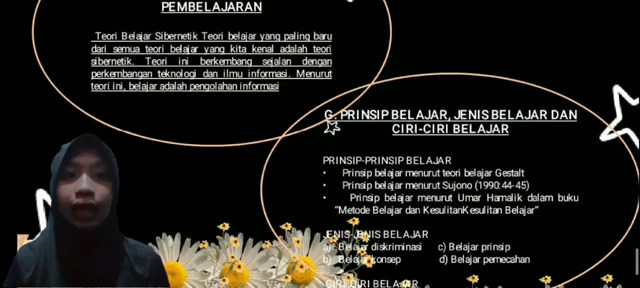 PEMBELAJARAN
Teori Belajar Sibernetik Teori belajar yang paling baru
dari semua teori belajar yang kita kenal adalah teori
sibernetik. Teori ini berkembang sejalan dengan
perkembangan teknologi dan ilmu informasi. Menurut
teori ini, belajar adalah pengolahan informasi
G. PRINSIP BELAJAR, JENIS BELAJAR DAN
CIRI-CIRI BELAJAR
PRINSIP-PRINSIP BELAJAR
• Prinsip belajar menurut teori belajar Gestalt
• Prinsip belajar menurut Sujono (1990:44-45)
• Prinsip belajar menurut Umar Hamalik dalam buku
“Metode Belajar dan KesulitanKesulitan Belajar”
JENIS-JENIS BELAJAR
a) Belajar diskriminasi c) Belajar prinsip
b) Belajar konsep d) Belajar pemecahan
CIRI-CIRI BELAJAR